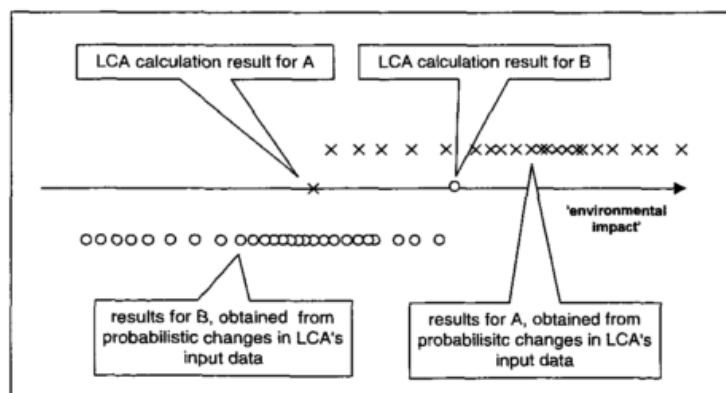 LCA calculation result for A
LCA calculation result for B
'environmental
impact'
results for B, obtained from
probabilistic changes in LCA's
input data
results for A, obtained from
probabilisitc changes in LCA's
input data